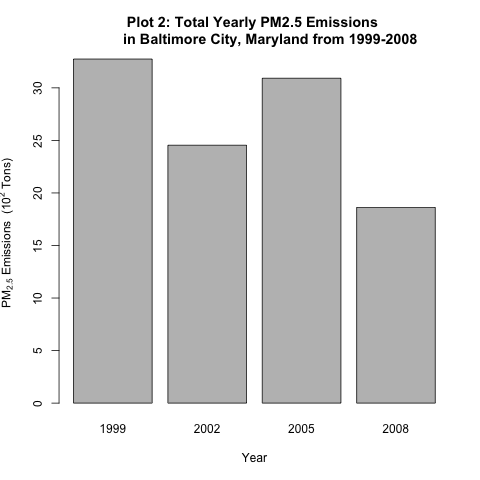 Plot 2: Total Yearly PM2.5 Emissions
in Baltimore City, Maryland from 1999-2008
PM2.5 Emissions (10^2 Tons)
30
25
20
15
10
5
0
1999 2002 2005 2008
Year